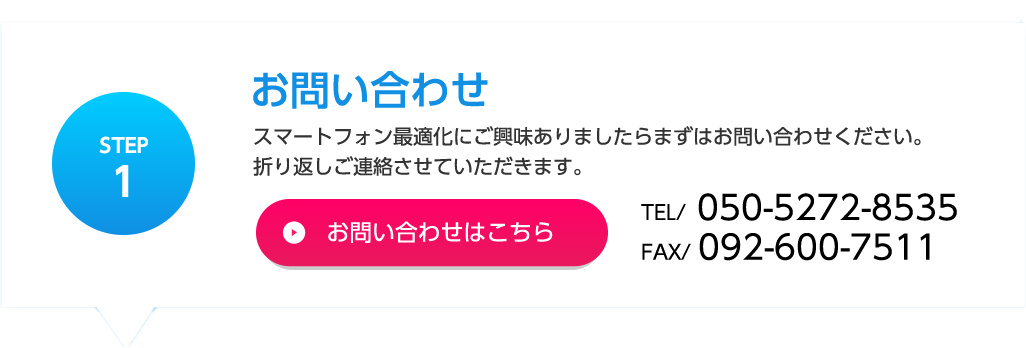 STEP
1
お問い合わせ
スマートフォン最適化にご興味ありましたらまずはお問い合わせください。
折り返しご連絡させていただきます。
お問い合わせはこちら
TEL/ 050-5272-8535
FAX/ 092-600-7511